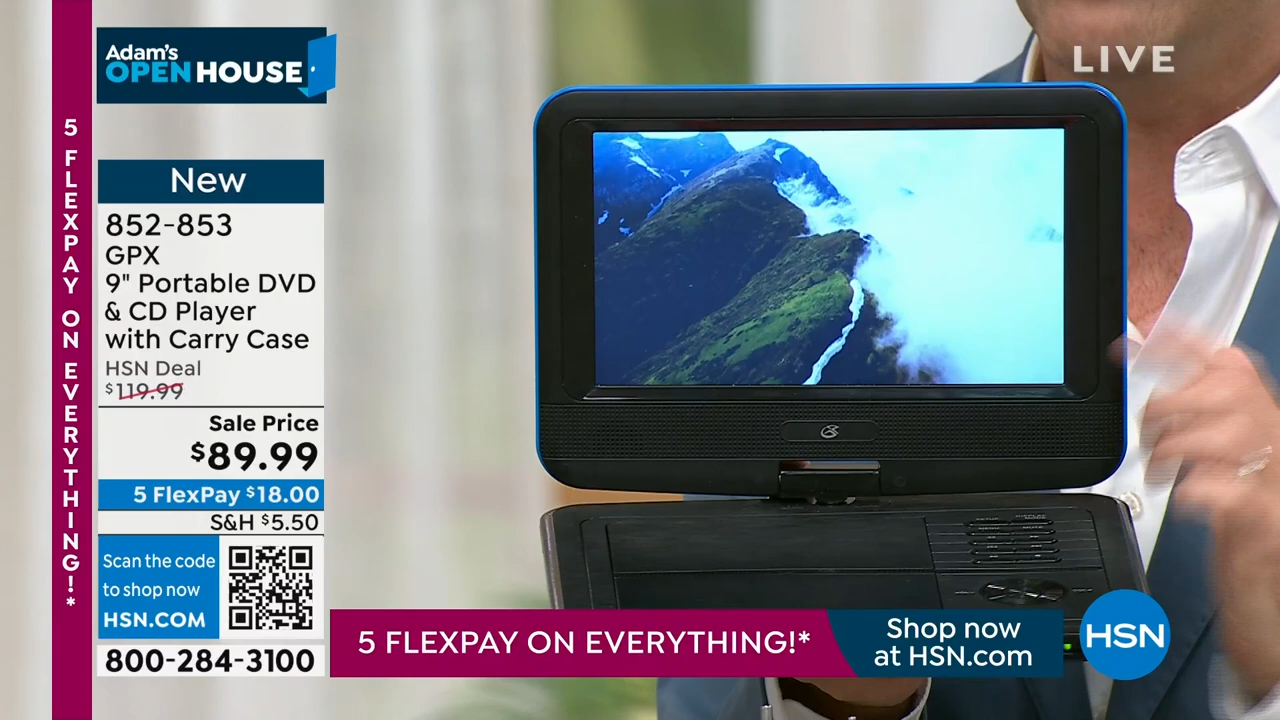 Adam's
OPEN HOUSE
LIVE
5 FLEXPAY ON EVERYTHING!*
New
852-853
GPX
9" Portable DVD
& CD Player
with Carry Case
HSN Deal
$119.99
Sale Price
$89.99
5 FlexPay $18.00
S&H $5.50
Scan the code
to shop now
HSN.COM
800-284-3100
5 FLEXPAY ON EVERYTHING!*
Shop now
at HSN.com
HSN